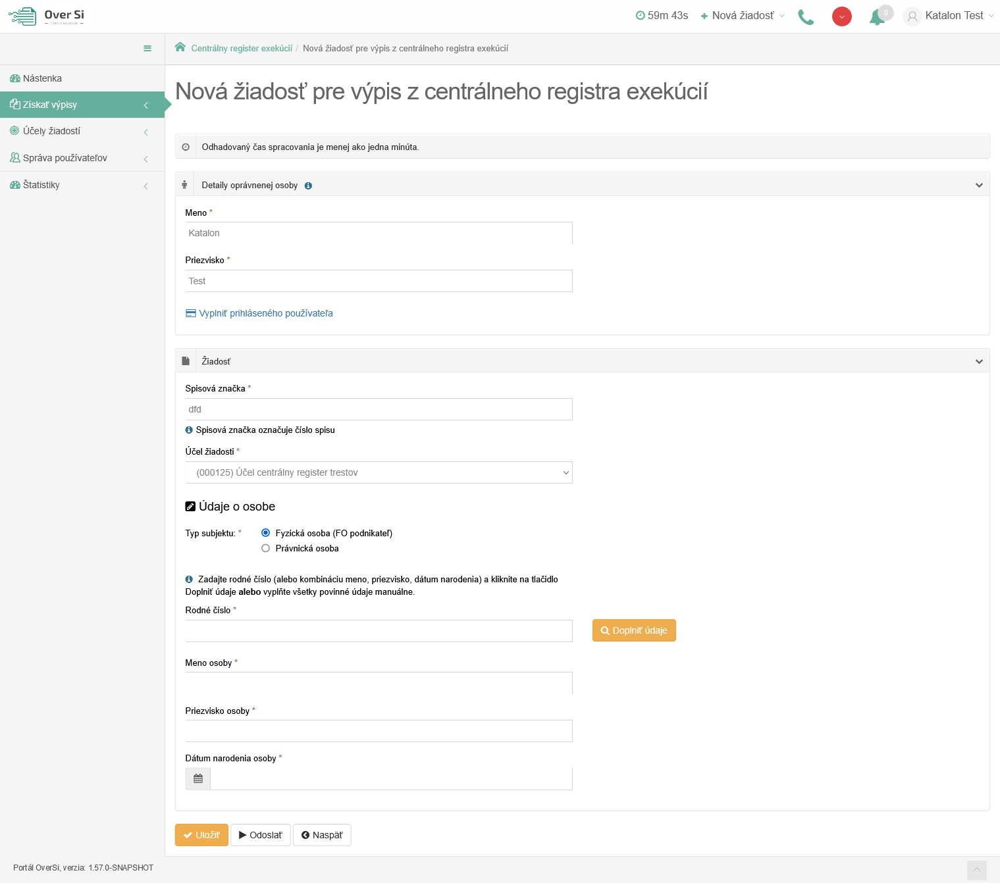 Over Si
59m 43s
Nová žiadosť
0
Katalon Test
Centrálny register exekúcií / Nová žiadosť pre výpis z centrálneho registra exekúcií
Nástenka
Získať výpisy
Účely žiadostí
Správa používateľov
Štatistiky
Nová žiadosť pre výpis z centrálneho registra exekúcií
Odhadovaný čas spracovania je menej ako jedna minúta.
Detaily oprávnenej osoby
Meno *
Katalon
Priezvisko *
Test
Vyplniť prihláseného používateľa
Žiadosť
Spisová značka *
dfd
Spisová značka označuje číslo spisu
Účel žiadosti *
(000125) Účel centrálny register trestov
Údaje o osobe
Typ subjektu: *
Fyzická osoba (FO podnikateľ)
Právnická osoba
Zadajte rodné číslo (alebo kombináciu meno, priezvisko, dátum narodenia) a kliknite na tlačidlo
Doplniť údaje alebo vyplňte všetky povinné údaje manuálne.
Rodné číslo *
Doplniť údaje
Meno osoby *
Priezvisko osoby *
Dátum narodenia osoby *
Uložiť
Odoslať
Naspäť
Portál OverSi, verzia: 1.57.0-SNAPSHOT